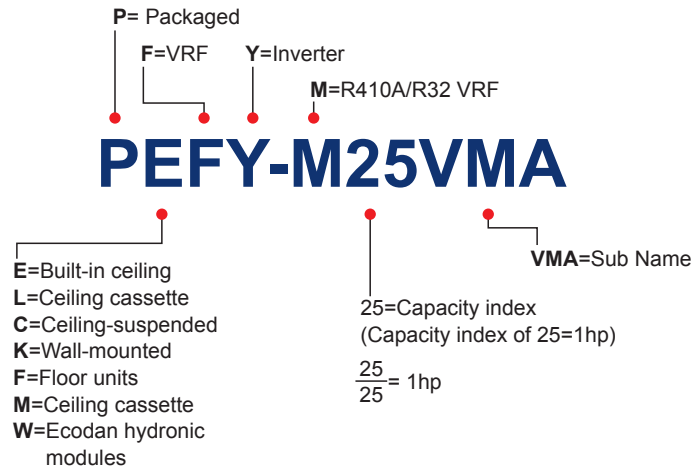 P= Packaged
F=VRF
Y=Inverter
M=R410A/R32 VRF
PEFY-M25VMA
E=Built-in ceiling
L=Ceiling cassette
C=Ceiling-suspended
K=Wall-mounted
F=Floor units
M=Ceiling cassette
W=Ecodan hydronic
modules
25=Capacity index
(Capacity index of 25=1hp)
25
25 = 1hp
VMA=Sub Name